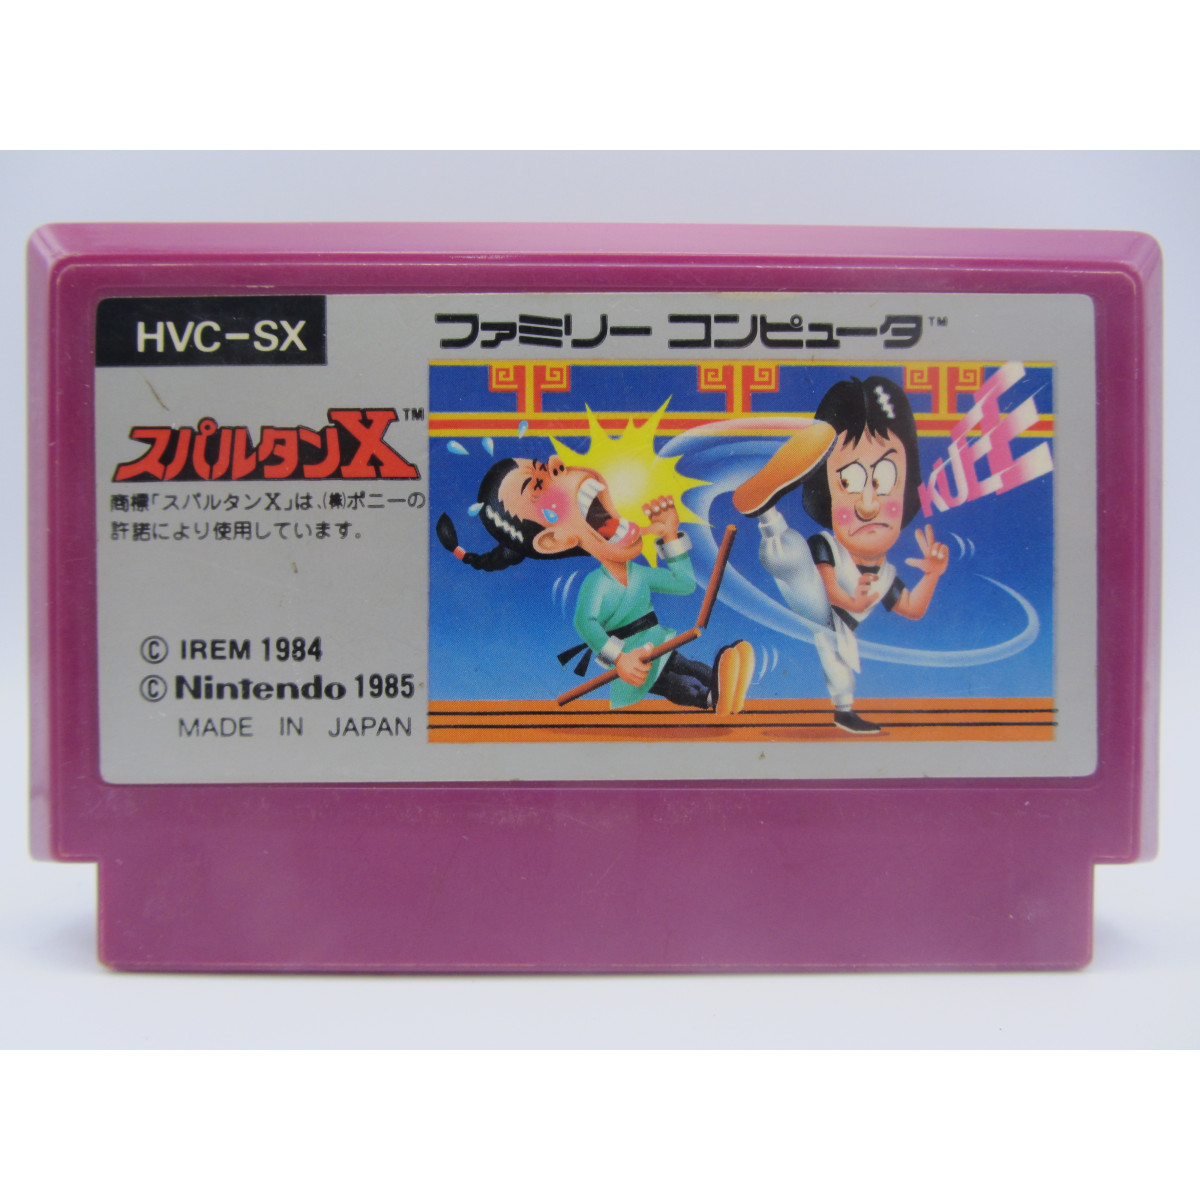 HVC-SX
ファミリー コンピュータ™
スパルタンX™
商標「スパルタンX」は、(株)ポニーの
許諾により使用しています。
© IREM 1984
© Nintendo 1985
MADE IN JAPAN